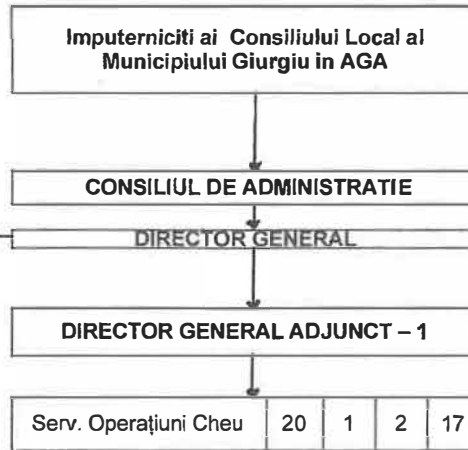 Imputerniciti ai Consiliului Local al
Municipiului Giurgiu in AGA
CONSILIUL DE ADMINISTRATIE
DIRECTOR GENERAL
DIRECTOR GENERAL ADJUNCT – 1
Serv. Operațiuni Cheu 20 1 2 17